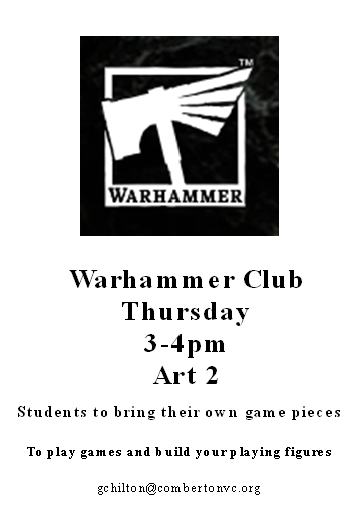 TM
WARHAMMER
Warhammer Club
Thursday
3-4pm
Art 2
Students to bring their own game pieces
To play games and build your playing figures
gchilton@combertonvc.org